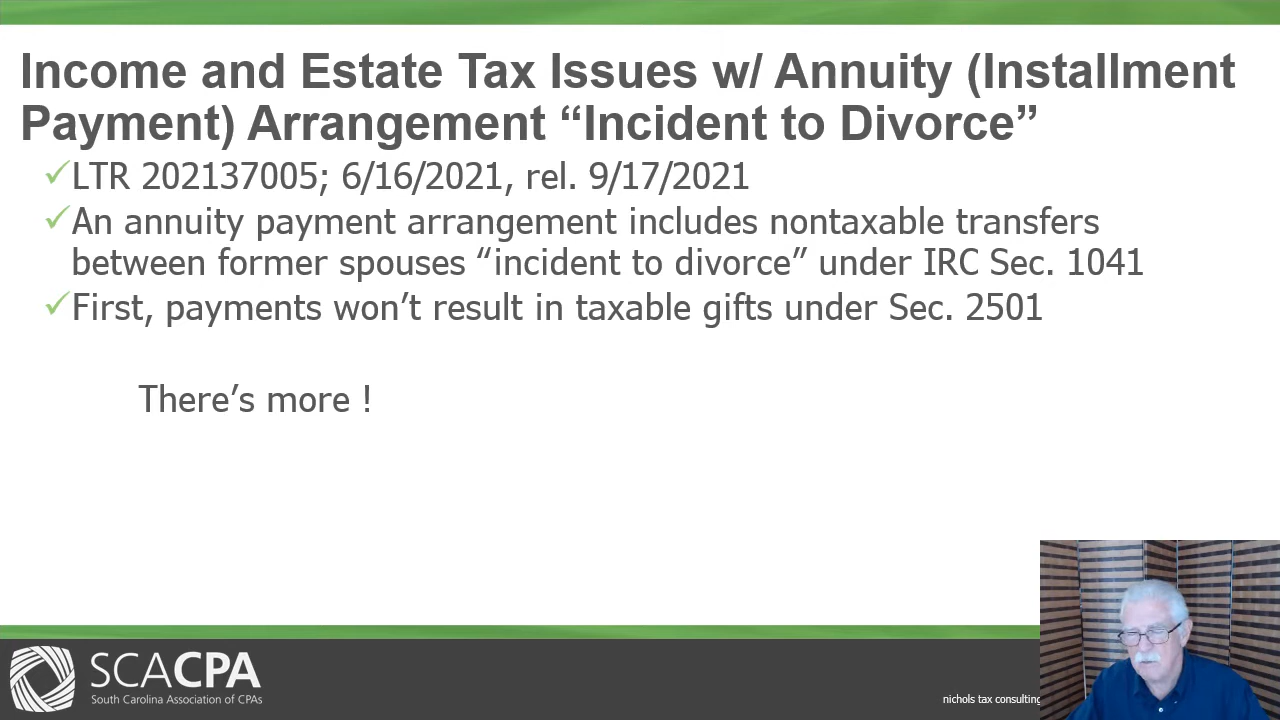 Income and Estate Tax Issues w/ Annuity (Installment
Payment) Arrangement “Incident to Divorce”
✓LTR 202137005; 6/16/2021, rel. 9/17/2021
✓An annuity payment arrangement includes nontaxable transfers
between former spouses “incident to divorce” under IRC Sec. 1041
✓First, payments won’t result in taxable gifts under Sec. 2501
There’s more !
SCACPA
South Carolina Association of CPAs
nichols tax consulting